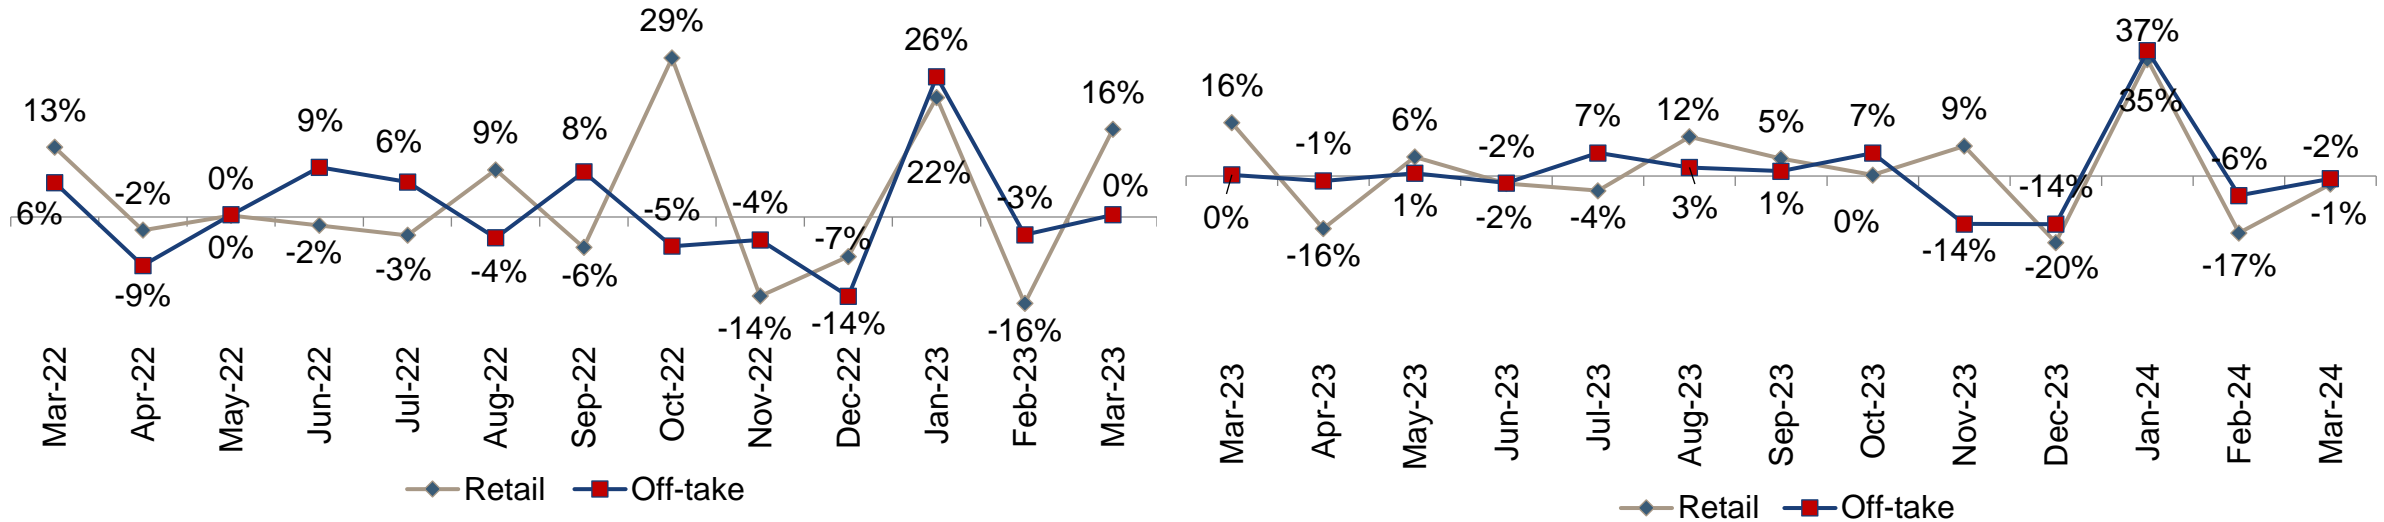 29%
26%
13%
-2%
0%
9%
6%
9%
8%
-5%
-4%
-7%
22%
-3%
16%
0%
6%
-9%
0%
-2%
-3%
-4%
-6%
-14%
-14%
-16%
Mar-22
Apr-22
May-22
Jun-22
Jul-22
Aug-22
Sep-22
Oct-22
Nov-22
Dec-22
Jan-23
Feb-23
Mar-23
Retail
Off-take
37%
16%
-1%
6%
-2%
7%
12%
5%
7%
9%
-14%
35%
-6%
-2%
0%
-16%
1%
-2%
-4%
3%
1%
0%
-14%
-20%
-17%
-1%
Mar-23
Apr-23
May-23
Jun-23
Jul-23
Aug-23
Sep-23
Oct-23
Nov-23
Dec-23
Jan-24
Feb-24
Mar-24
Retail
Off-take